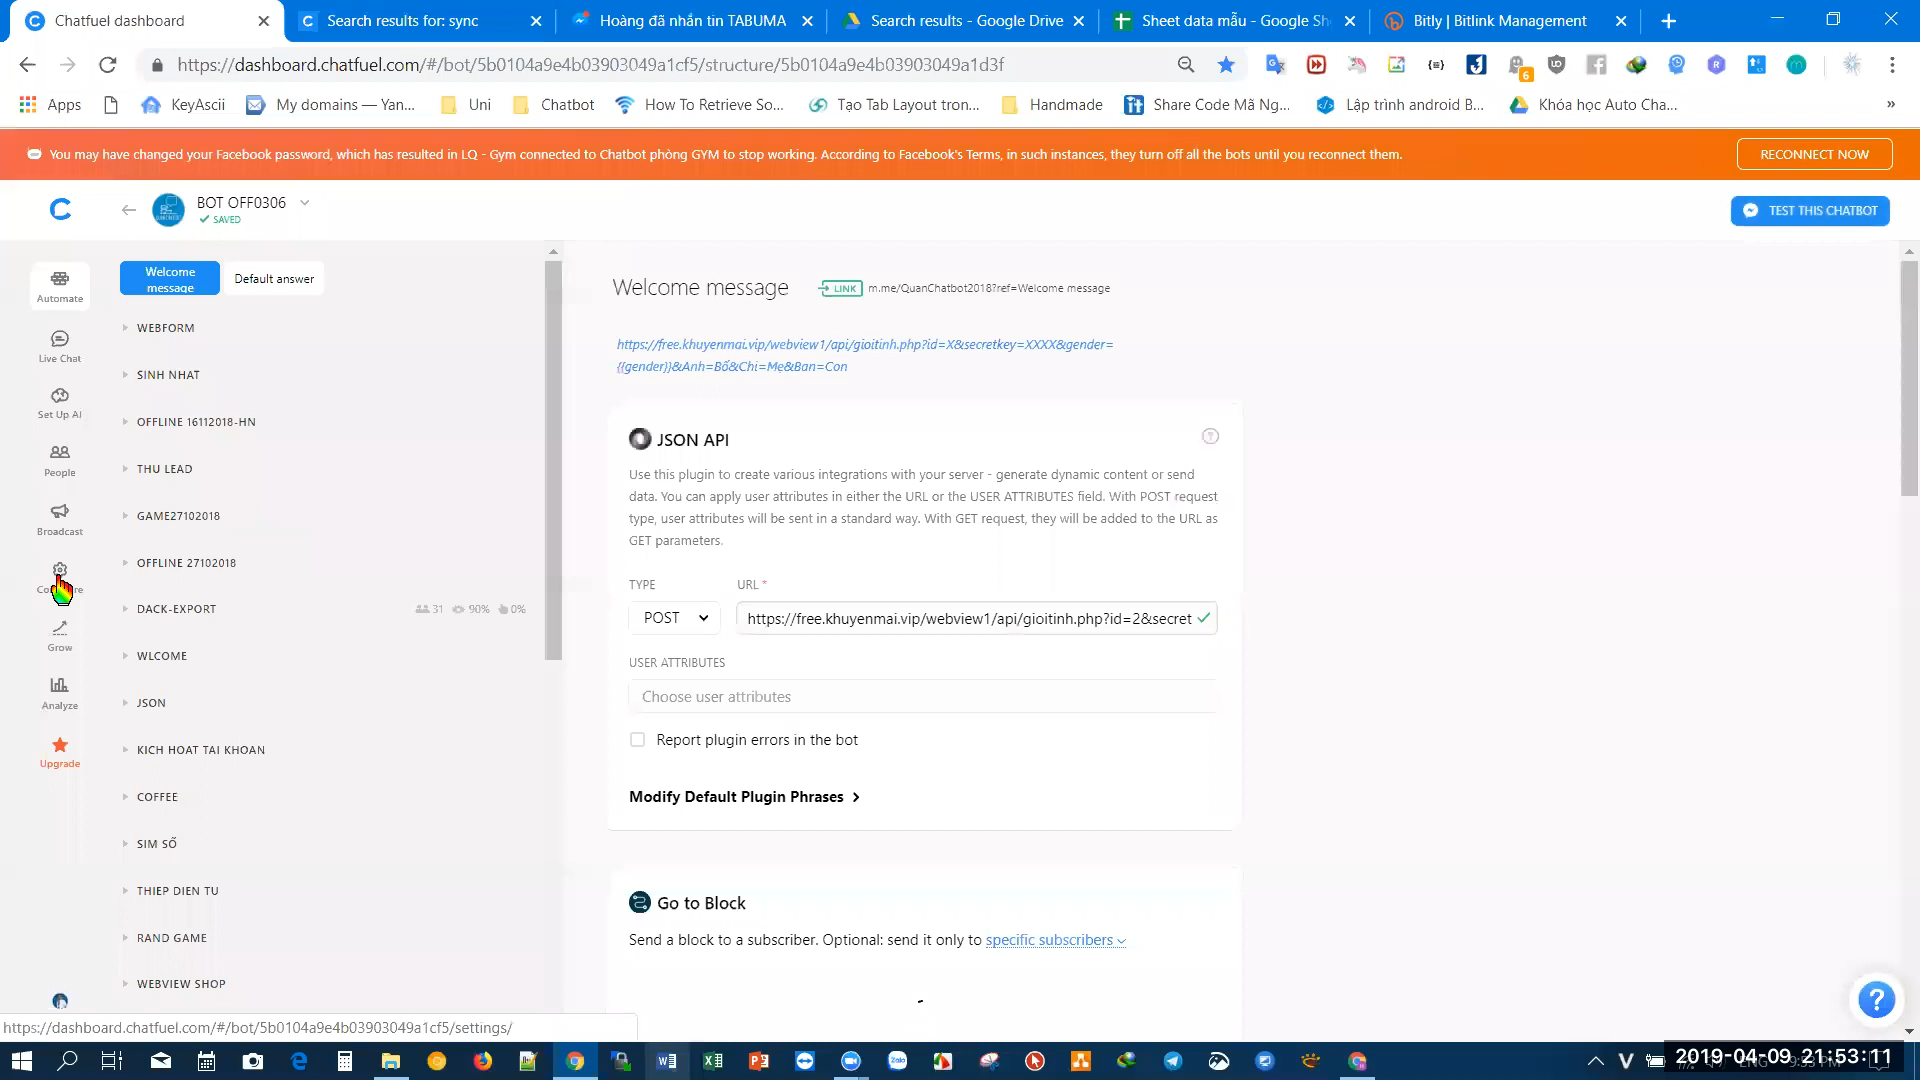 Chatfuel dashboard
Search results for: sync
Hoàng đã nhắn tin TABUMA
Search results - Google Drive
Sheet data mẫu - Google She
Bitly | Bitlink Management
https://dashboard.chatfuel.com/#/bot/5b0104a9e4b03903049a1cf5/structure/5b0104a9e4b03903049a1d3f
Apps
KeyAscii
My domains — Yan...
Uni
Chatbot
How To Retrieve So...
Tạo Tab Layout tron...
Handmade
Share Code Mã Ng...
Lập trình android B...
Khóa học Auto Cha...
»
You may have changed your Facebook password, which has resulted in LQ - Gym connected to Chatbot phòng GYM to stop working. According to Facebook's Terms, in such instances, they turn off all the bots until you reconnect them.
RECONNECT NOW
BOT OFF0306
SAVED
TEST THIS CHATBOT
Automate
Live Chat
Set Up AI
People
Broadcast
Grow
Analyze
Upgrade
Welcome message
Default answer
WEBFORM
SINH NHAT
OFFLINE 16112018-HN
THU LEAD
GAME27102018
OFFLINE 27102018
DACK-EXPORT 31 90% 0%
WLCOME
JSON
KICH HOAT TAI KHOAN
COFFEE
SIM SỐ
THIEP DIEN TU
RAND GAME
WEBVIEW SHOP
Welcome message
LINK m.me/QuanChatbot2018?ref=Welcome message
https://free.khuyenmai.vip/webview1/api/gioitinh.php?id=X&secretkey=XXXX&gender=
{{gender}}&Anh=Bố&Chi=Mẹ&Ban=Con
JSON API
Use this plugin to create various integrations with your server - generate dynamic content or send
data. You can apply user attributes in either the URL or the USER ATTRIBUTES field. With POST request
type, user attributes will be sent in a standard way. With GET request, they will be added to the URL as
GET parameters.
TYPE
URL *
POST
https://free.khuyenmai.vip/webview1/api/gioitinh.php?id=2&secret
USER ATTRIBUTES
Choose user attributes
Report plugin errors in the bot
Modify Default Plugin Phrases
Go to Block
Send a block to a subscriber. Optional: send it only to specific subscribers
https://dashboard.chatfuel.com/#/bot/5b0104a9e4b03903049a1cf5/settings/
2019-04-09 21:53:11